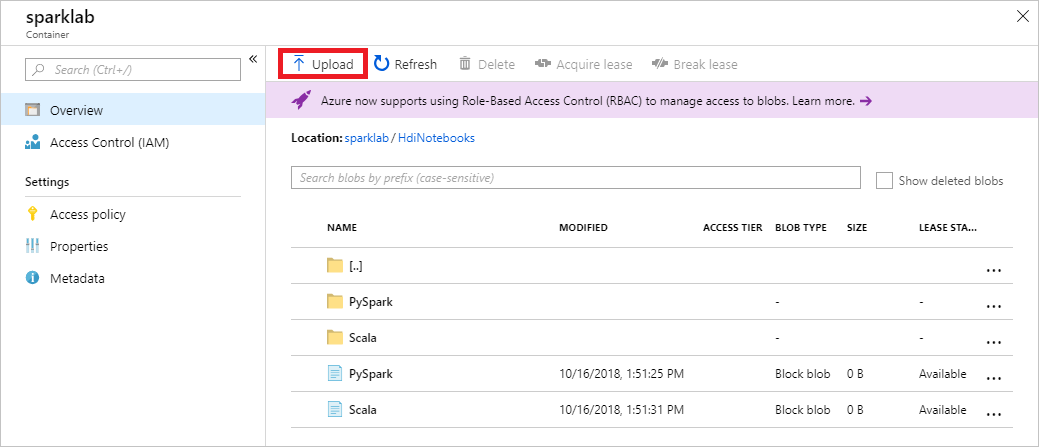 sparklab
Container
Search (Ctrl+/)
«
Overview
Access Control (IAM)
Settings
Access policy
Properties
Metadata
Upload Refresh Delete Acquire lease Break lease
Azure now supports using Role-Based Access Control (RBAC) to manage access to blobs. Learn more. →
Location: sparklab / HdiNotebooks
Search blobs by prefix (case-sensitive) Show deleted blobs
NAME MODIFIED ACCESS TIER BLOB TYPE SIZE LEASE STA...
[..] ...
PySpark - - ...
Scala - - ...
PySpark 10/16/2018, 1:51:25 PM Block blob 0 B Available ...
Scala 10/16/2018, 1:51:31 PM Block blob 0 B Available ...